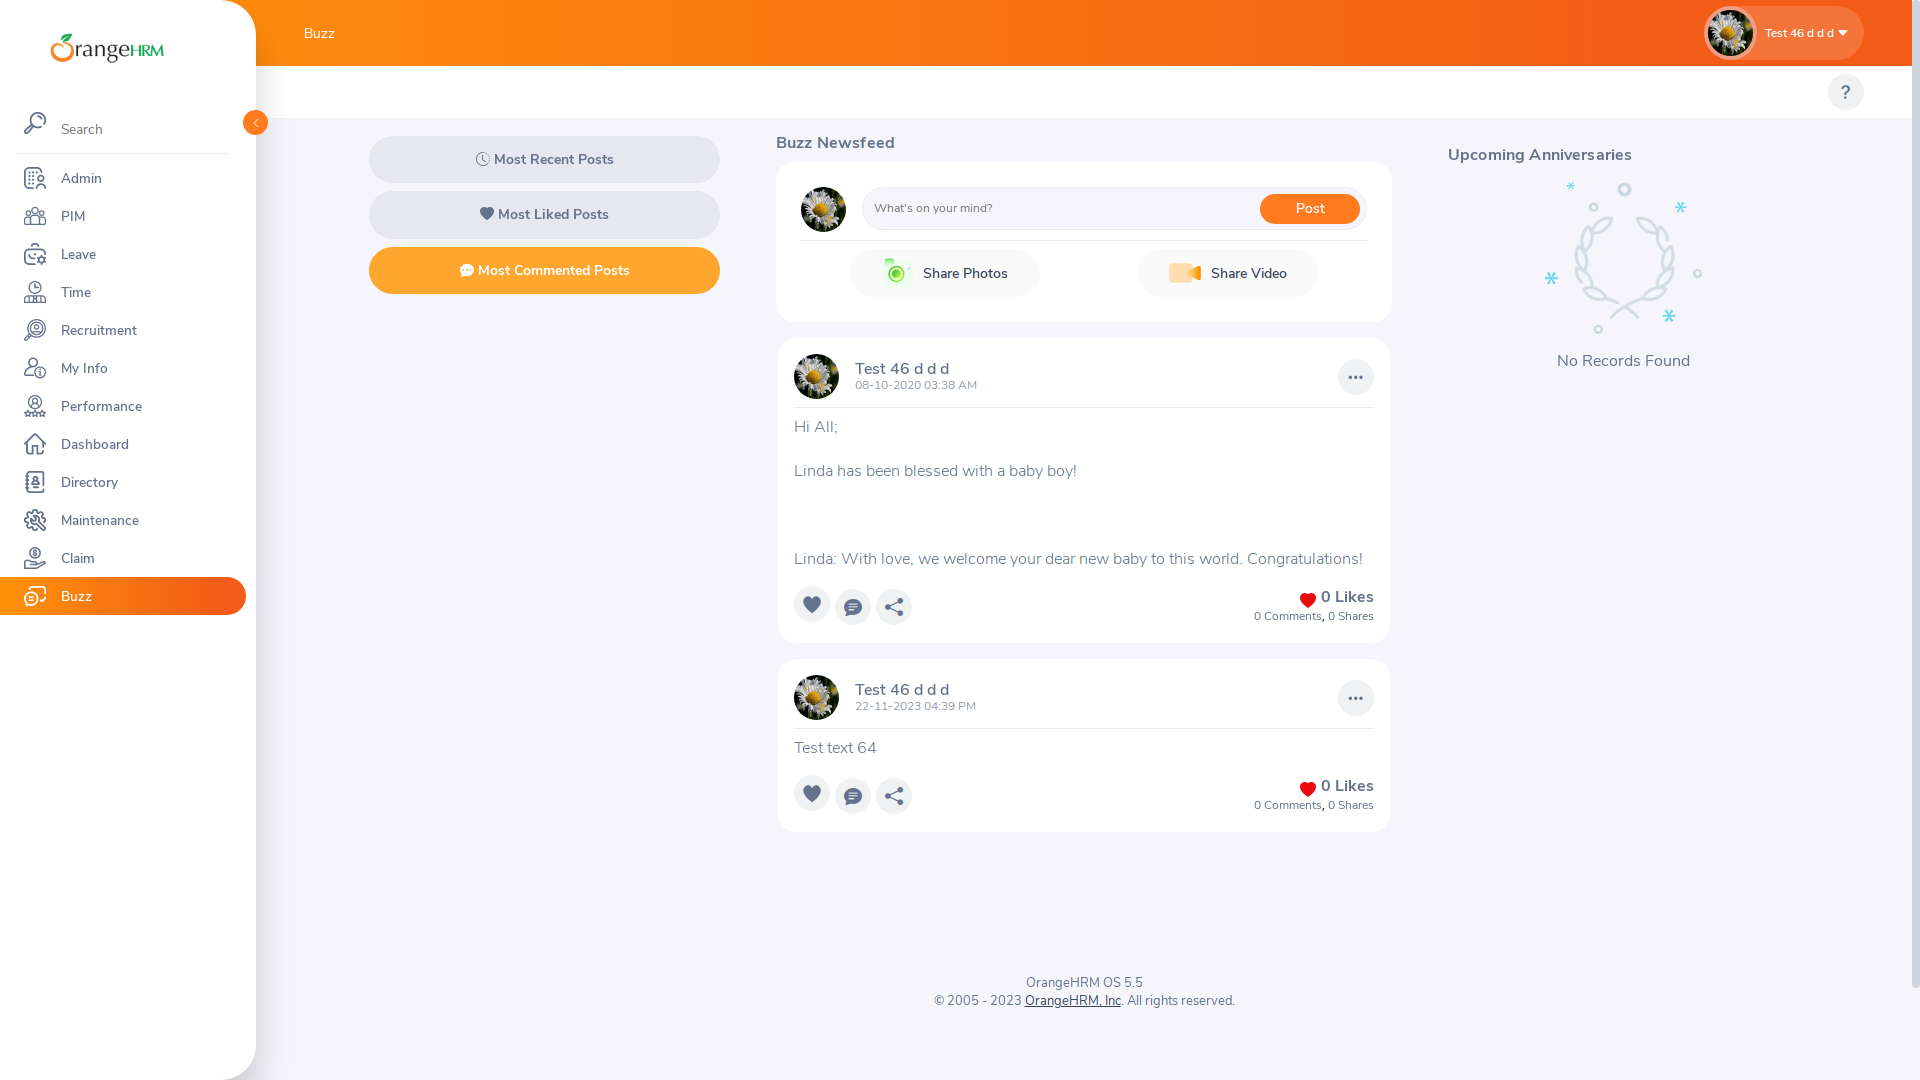 OrangeHRM
Search
Admin
PIM
Leave
Time
Recruitment
My Info
Performance
Dashboard
Directory
Maintenance
Claim
Buzz
Buzz
Test 46 d d d
?
Most Recent Posts
Most Liked Posts
Most Commented Posts
Buzz Newsfeed
What's on your mind?
Post
Share Photos
Share Video
Test 46 d d d
08-10-2020 03:38 AM
Hi All;
Linda has been blessed with a baby boy!
Linda: With love, we welcome your dear new baby to this world. Congratulations!
0 Likes
0 Comments, 0 Shares
Test 46 d d d
22-11-2023 04:39 PM
Test text 64
0 Likes
0 Comments, 0 Shares
Upcoming Anniversaries
No Records Found
OrangeHRM OS 5.5
© 2005 - 2023 OrangeHRM, Inc. All rights reserved.